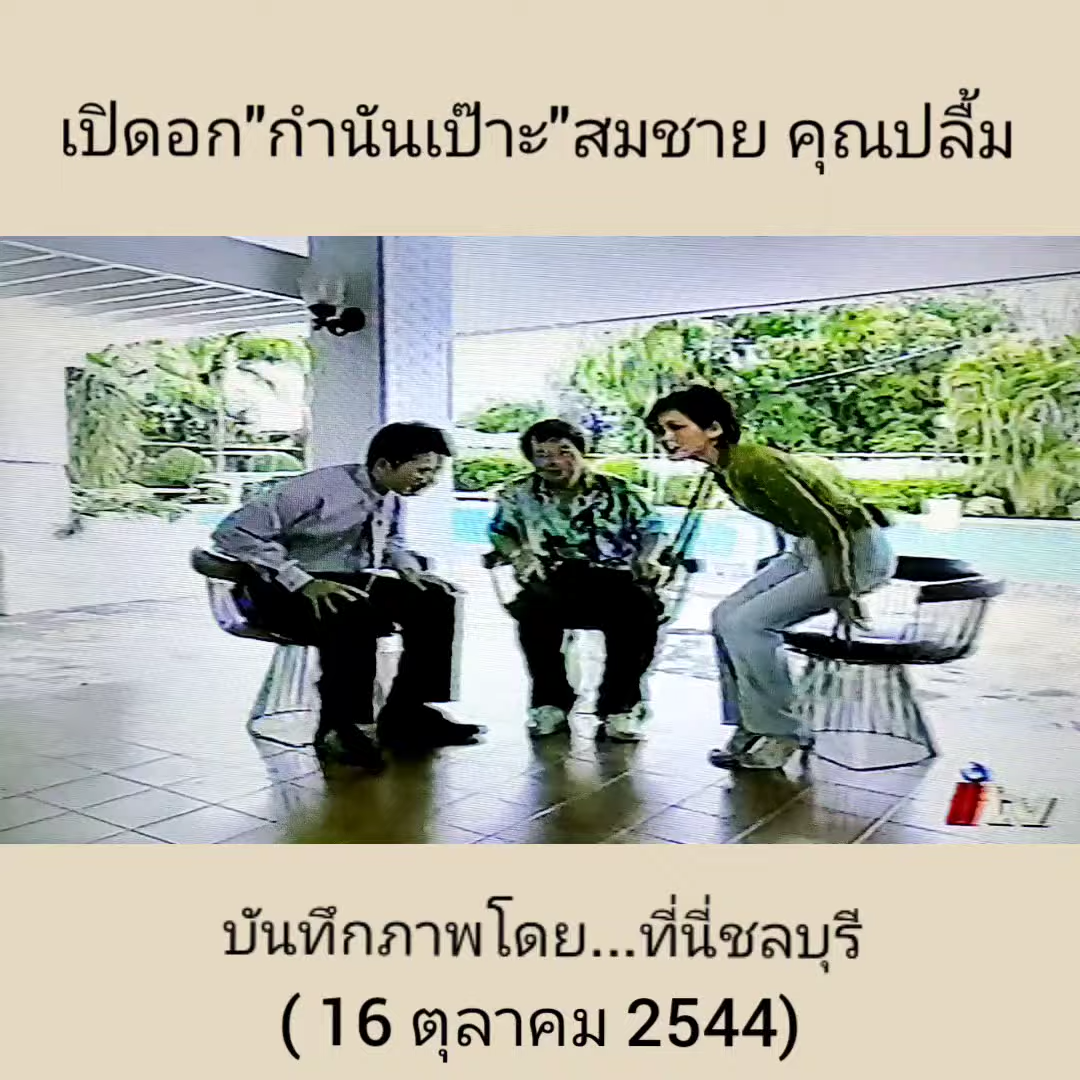 เปิดอก"กำนันเป๊าะ"สมชาย คุณปลื้ม
itv
บันทึกภาพโดย...ที่นี่ชลบุรี
( 16 ตุลาคม 2544)